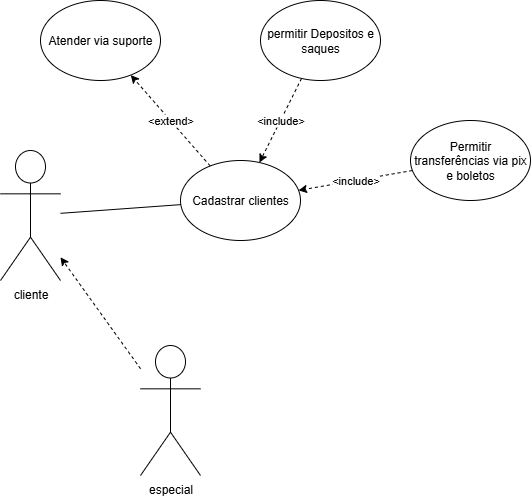 Atender via suporte
permitir Depositos e
saques
<extend>
<include>
Permitir
transferências via pix
e boletos
<include>
Cadastrar clientes
cliente
especial